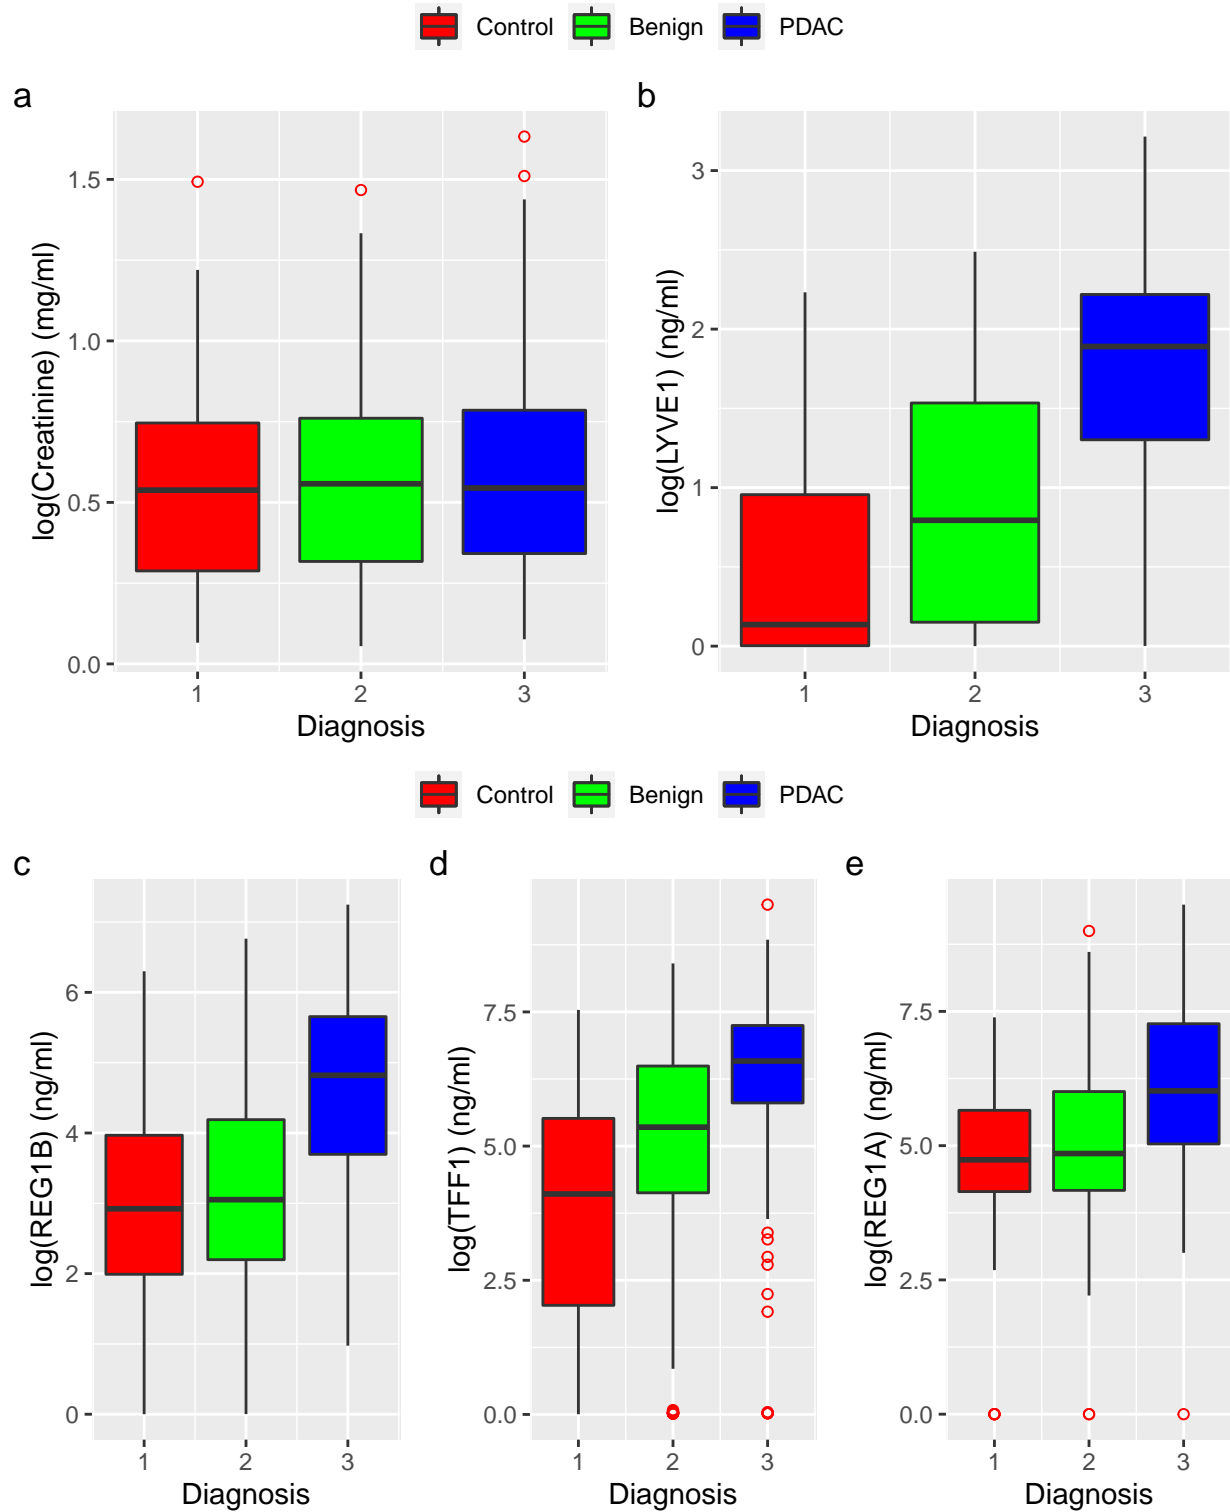 Control Benign PDAC
a
log(Creatinine) (mg/ml)
1.5
1.0
0.5
0.0
1 2 3
Diagnosis
b
log(LYVE1) (ng/ml)
3
2
1
0
1 2 3
Diagnosis
Control Benign PDAC
c
log(REG1B) (ng/ml)
6
4
2
0
1 2 3
Diagnosis
d
log(TFF1) (ng/ml)
7.5
5.0
2.5
0.0
1 2 3
Diagnosis
e
log(REG1A) (ng/ml)
7.5
5.0
2.5
0.0
1 2 3
Diagnosis